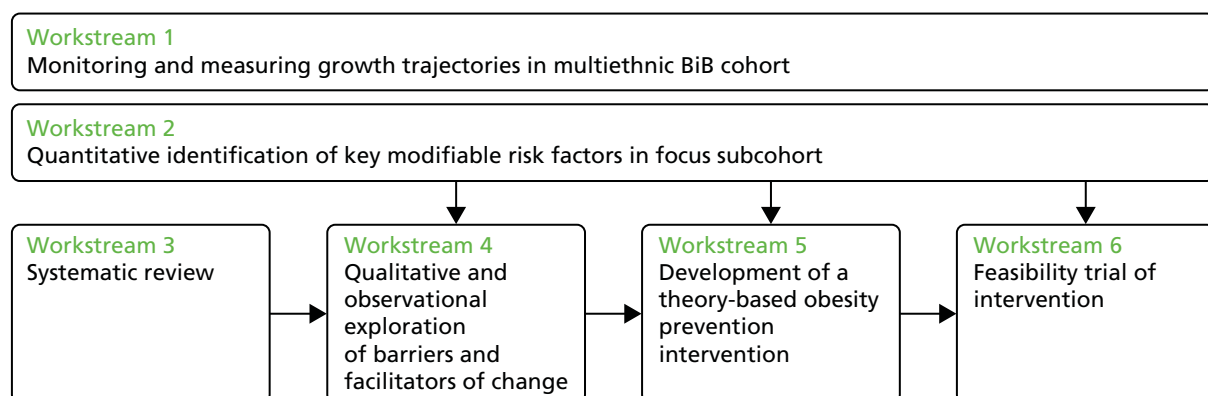 Workstream 1
Monitoring and measuring growth trajectories in multiethnic BiB cohort
Workstream 2
Quantitative identification of key modifiable risk factors in focus subcohort
Workstream 3
Systematic review
Workstream 4
Qualitative and
observational
exploration
of barriers and
facilitators of change
Workstream 5
Development of a
theory-based obesity
prevention
intervention
Workstream 6
Feasibility trial of
intervention